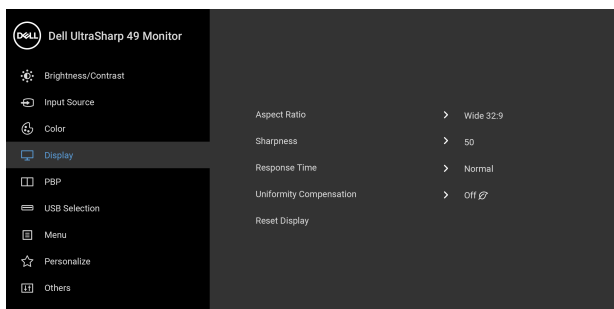 DELL
Dell UltraSharp 49 Monitor
Brightness/Contrast
Input Source
Color
Display
PBP
USB Selection
Menu
Personalize
Others
Aspect Ratio Wide 32:9
Sharpness 50
Response Time Normal
Uniformity Compensation Off
Reset Display